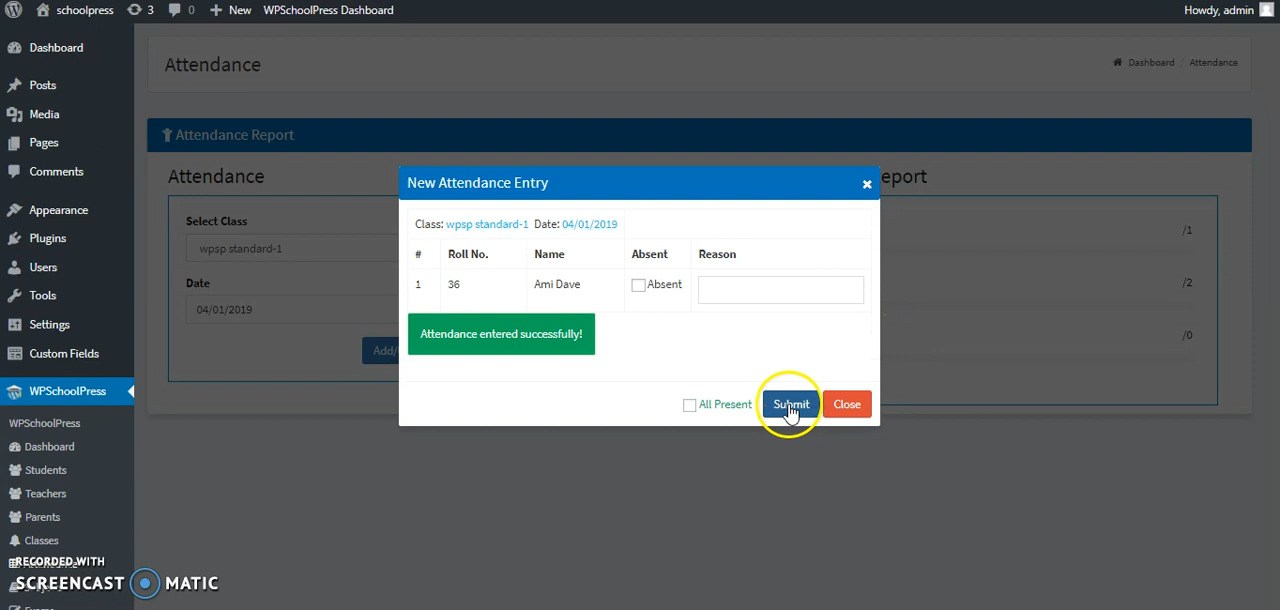 schoolpress 3 0 New WPSchoolPress Dashboard Howdy, admin
Dashboard
Posts
Media
Pages
Comments
Appearance
Plugins
Users
Tools
Settings
Custom Fields
WPSchoolPress
WPSchoolPress
Dashboard
Students
Teachers
Parents
Classes
Attendance
Dashboard / Attendance
Attendance Report
Attendance
eport
Select Class
wpsp standard-1
Date
04/01/2019
Add/
/1
/2
/0
New Attendance Entry ×
Class: wpsp standard-1 Date: 04/01/2019
# Roll No. Name Absent Reason
1 36 Ami Dave Absent
Attendance entered successfully!
All Present Submit Close
RECORDED WITH
SCREENCAST MATIC